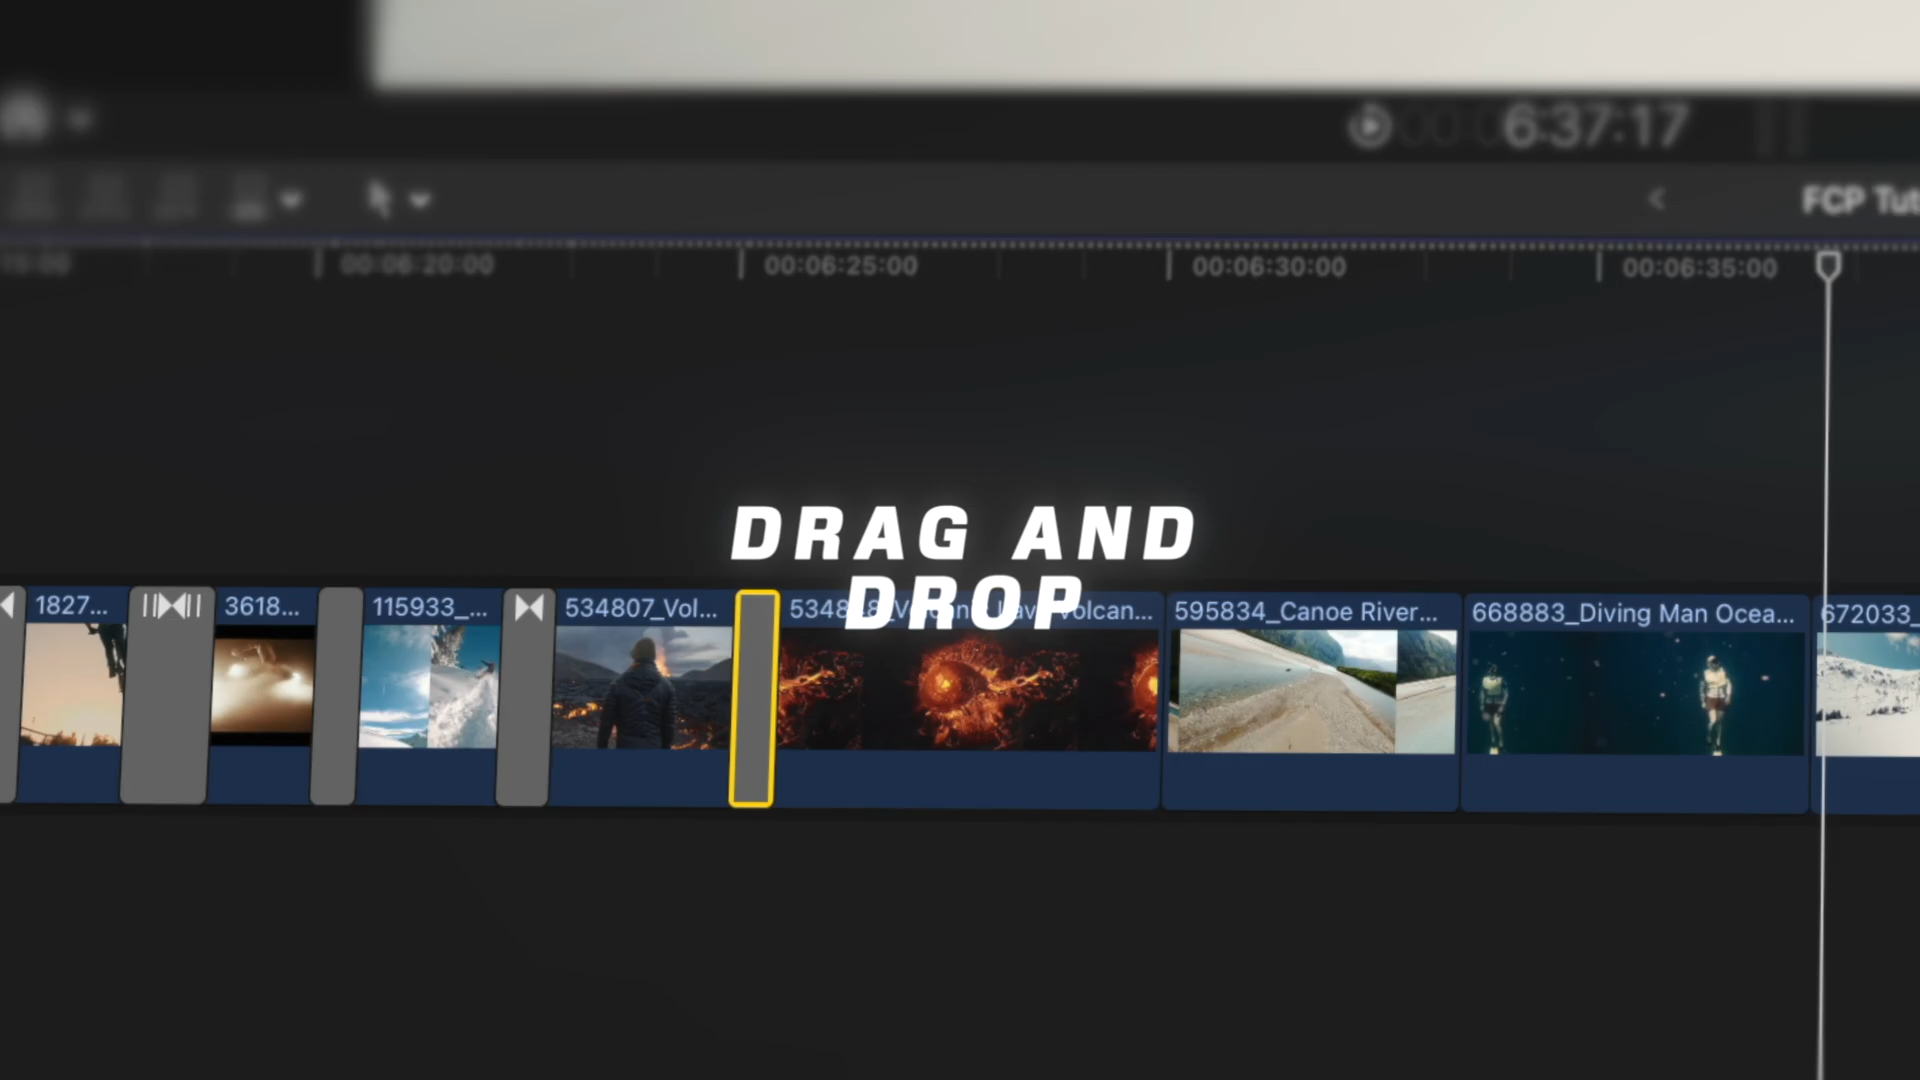 6:37:17
FCP Tut
00:06:20:00
00:06:25:00
00:06:30:00
00:06:35:00
DRAG AND
DROP
1827...
3618...
115933_...
534807_Vol...
Volcan...
595834_Canoe River...
668883_Diving Man Ocea...
672033_